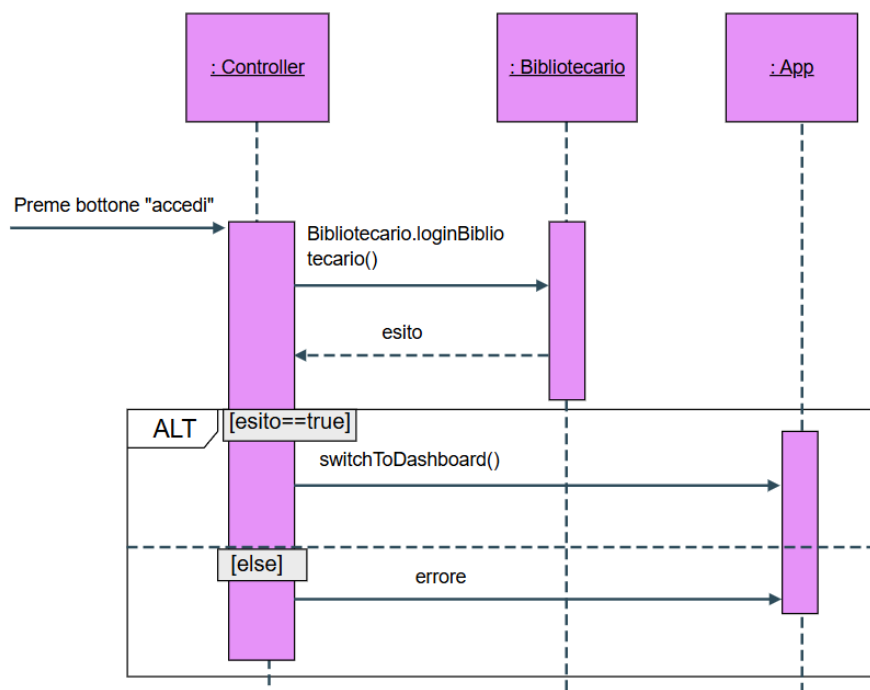 : Controller
: Bibliotecario
: App
Preme bottone "accedi"
Bibliotecario.loginBiblio
tecario()
esito
ALT
[esito==true]
switchToDashboard()
[else]
errore